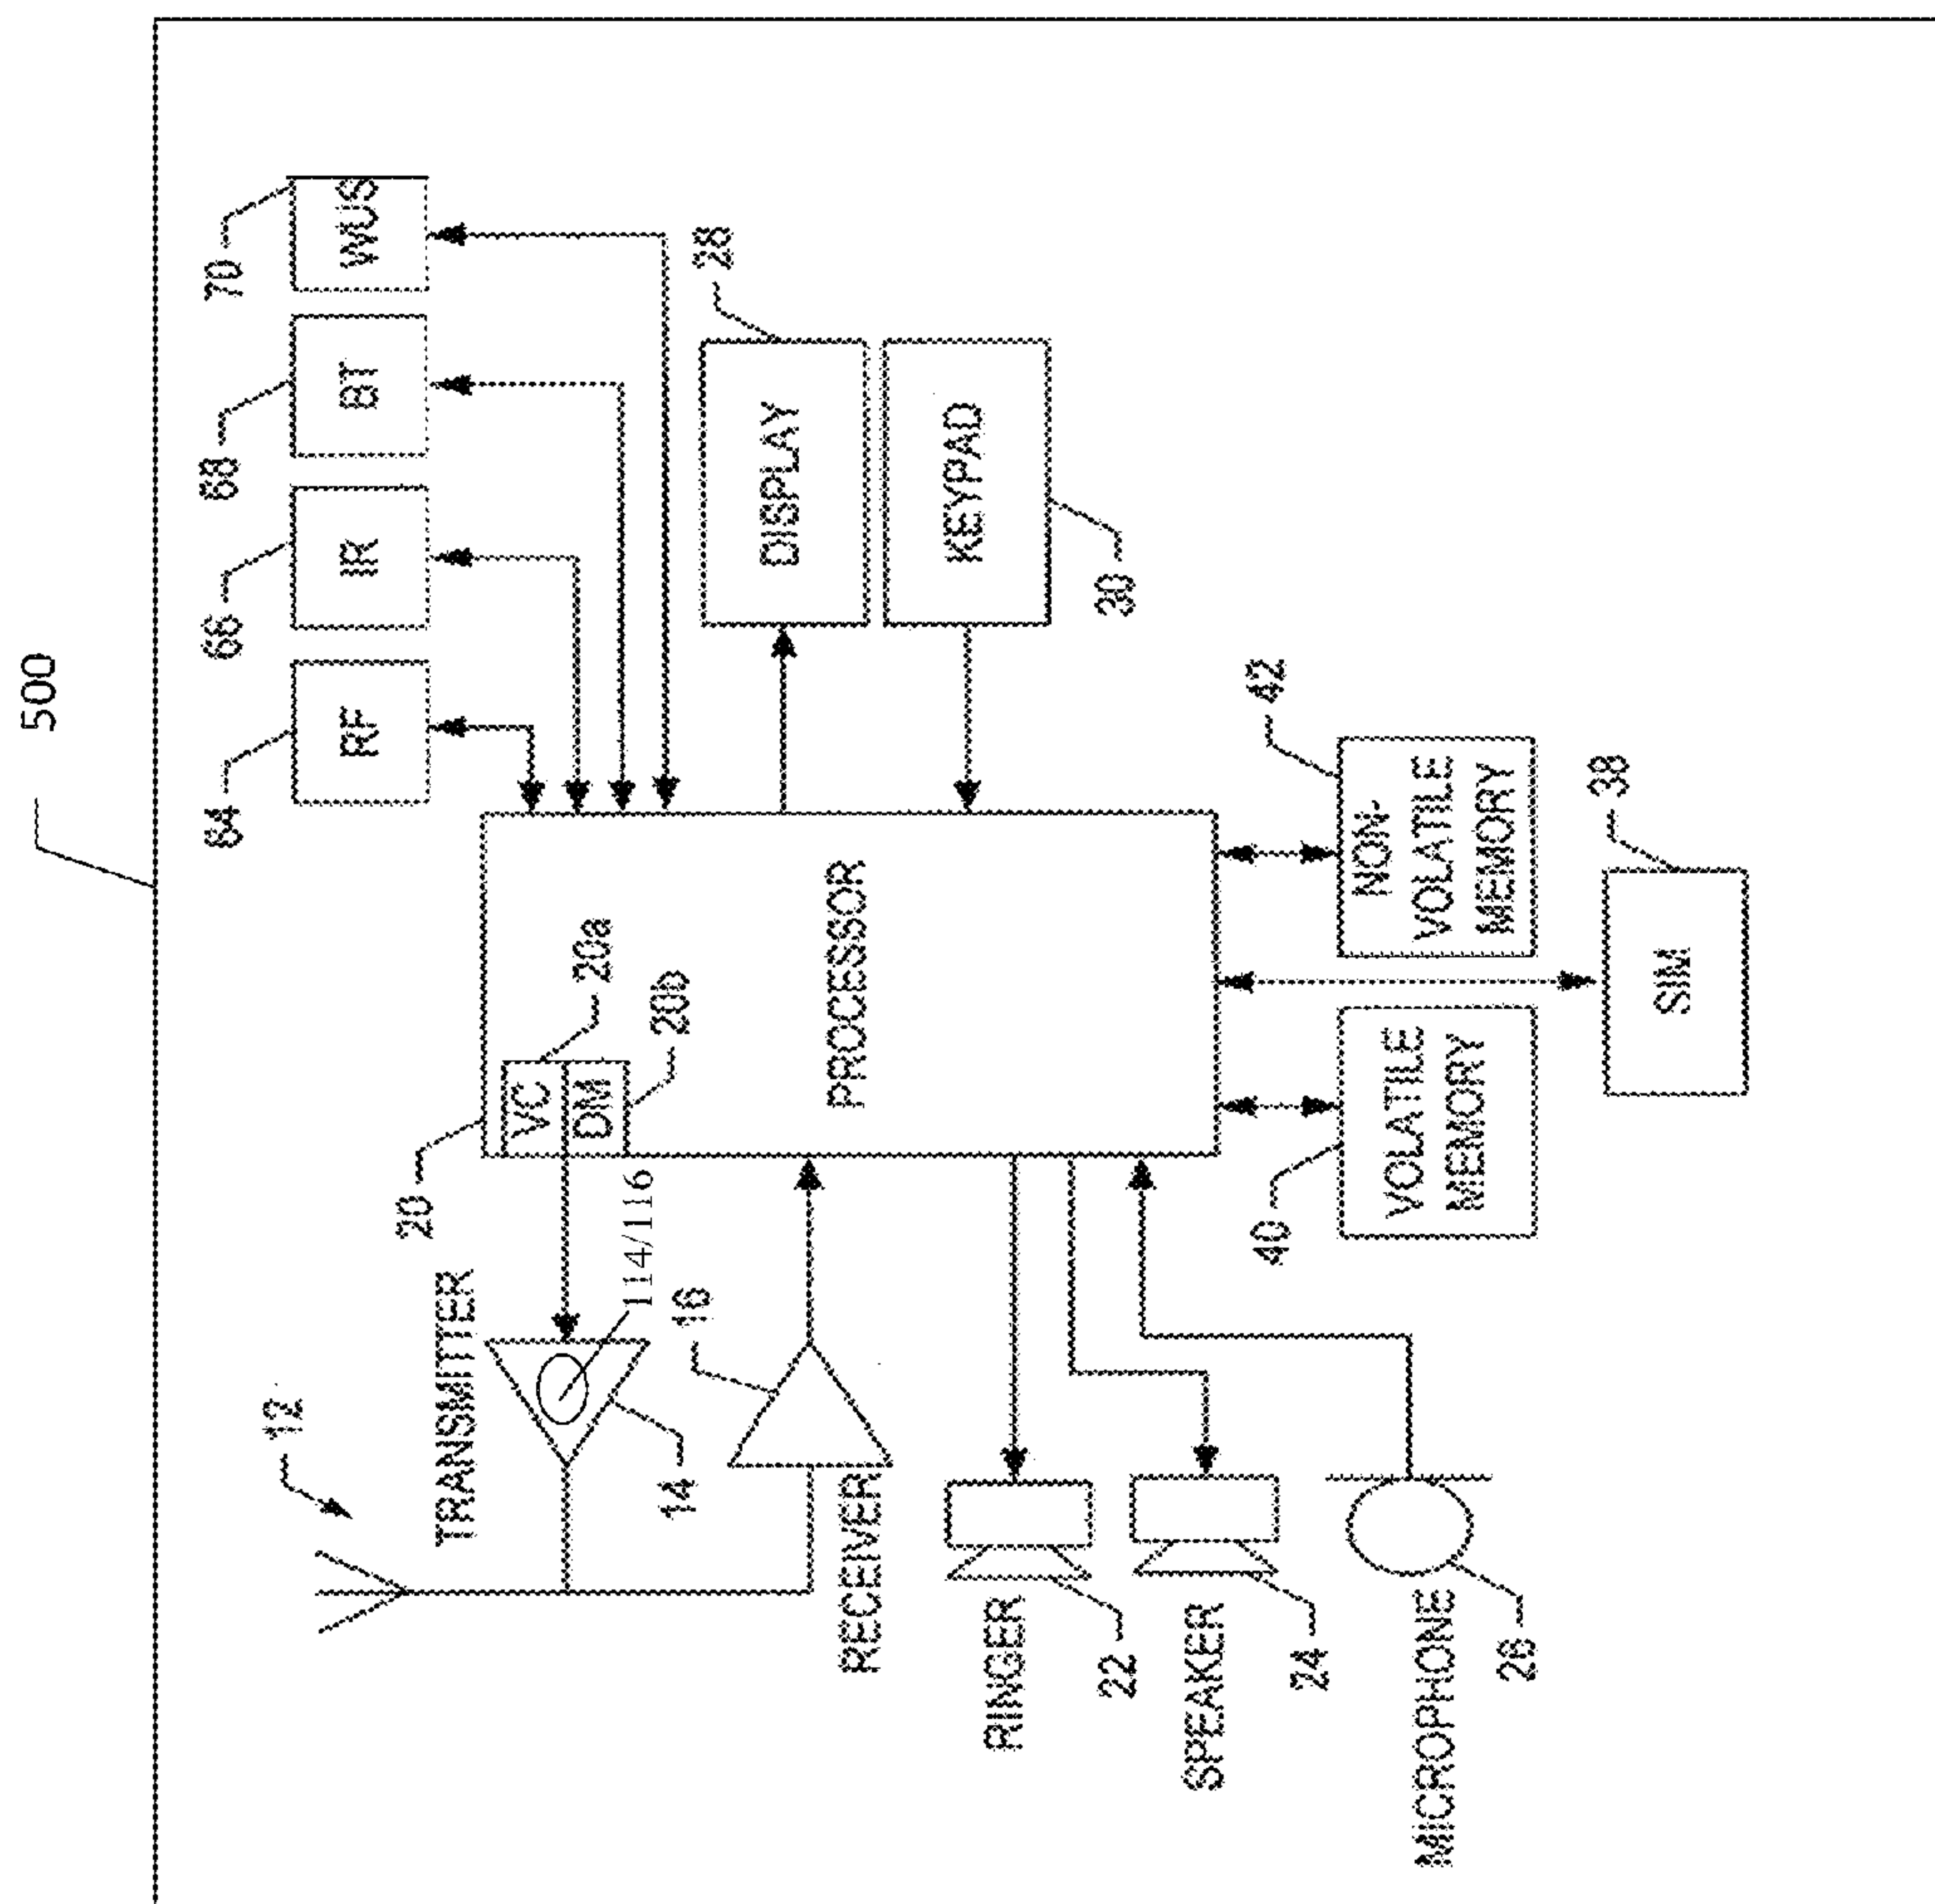 500
64
66
68
70
12
RF
IR
BT
WUS
TRANSMITTER
20
VC
20a
DM
20b
114/116
14
16
28
DISPLAY
RECEIVER
PROCESSOR
KEYPAD
30
RINGER
22
SPEAKER
24
40
42
VOLATILE
MEMORY
NON-
VOLATILE
MEMORY
MICROPHONE
26
38
SIM